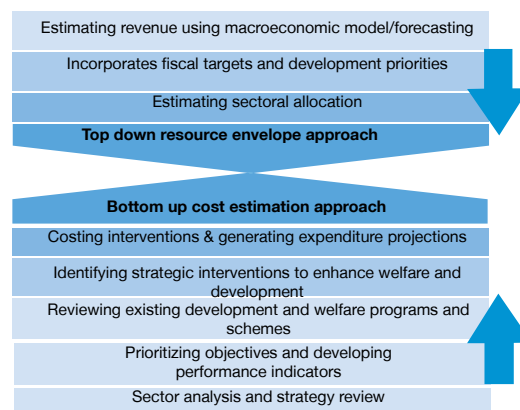 Estimating revenue using macroeconomic model/forecasting
Incorporates fiscal targets and development priorities
Estimating sectoral allocation
Top down resource envelope approach
Bottom up cost estimation approach
Costing interventions & generating expenditure projections
Identifying strategic interventions to enhance welfare and
development
Reviewing existing development and welfare programs and
schemes
Prioritizing objectives and developing
performance indicators
Sector analysis and strategy review